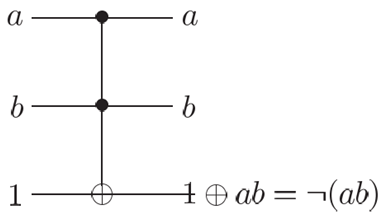 a a
b b
1 1 ⊕ ab = ¬(ab)